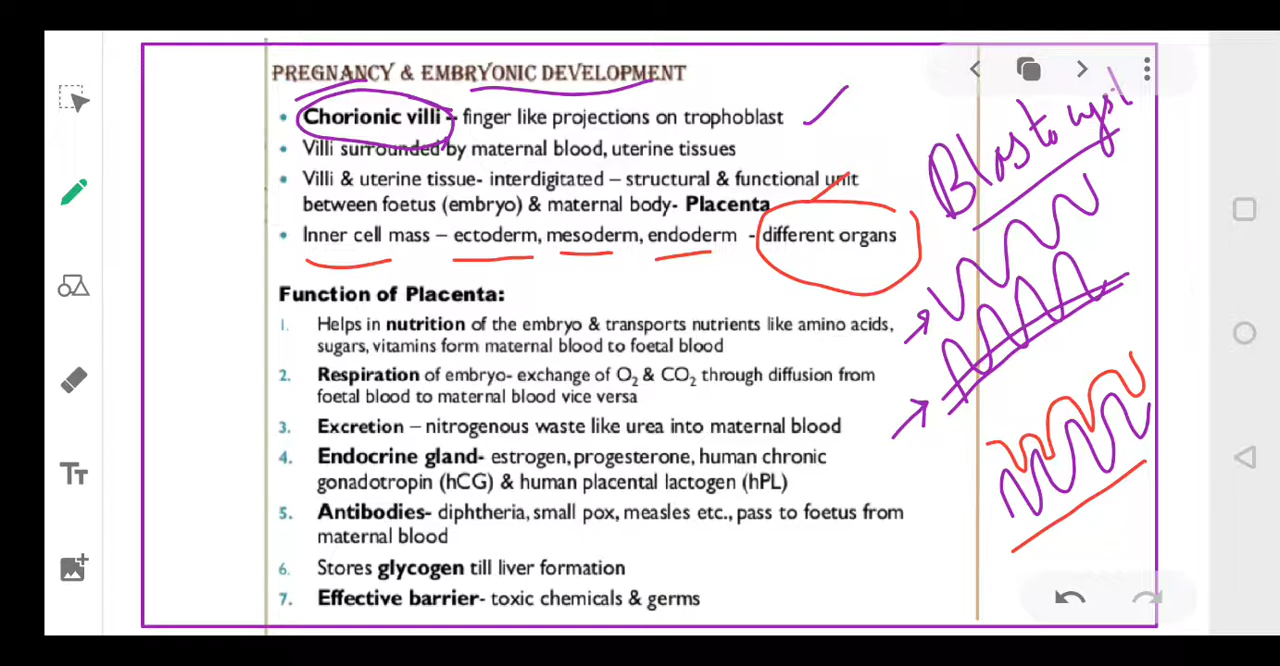 PREGNANCY & EMBRYONIC DEVELOPMENT
• Chorionic villi - finger like projections on trophoblast
• Villi surrounded by maternal blood, uterine tissues
• Villi & uterine tissue- interdigitated – structural & functional unit
between foetus (embryo) & maternal body- Placenta
• Inner cell mass – ectoderm, mesoderm, endoderm - different organs
Blastocyst
Function of Placenta:
1. Helps in nutrition of the embryo & transports nutrients like amino acids,
sugars, vitamins form maternal blood to foetal blood
2. Respiration of embryo- exchange of O₂ & CO₂ through diffusion from
foetal blood to maternal blood vice versa
3. Excretion – nitrogenous waste like urea into maternal blood
4. Endocrine gland- estrogen, progesterone, human chronic
gonadotropin (hCG) & human placental lactogen (hPL)
5. Antibodies- diphtheria, small pox, measles etc., pass to foetus from
maternal blood
6. Stores glycogen till liver formation
7. Effective barrier- toxic chemicals & germs
TT